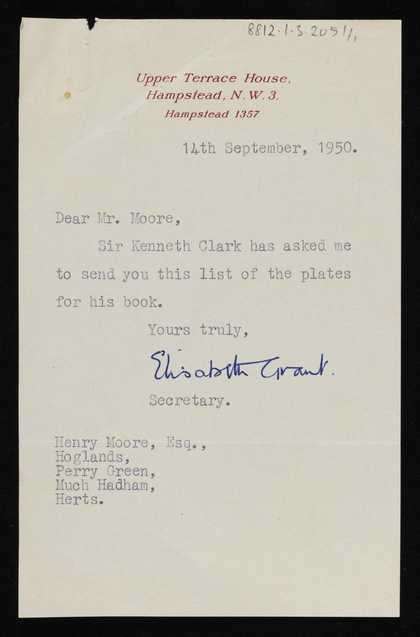 8812.1.3.2051/1
Upper Terrace House,
Hampstead, N.W.3.
Hampstead 1357
14th September, 1950.
Dear Mr. Moore,
Sir Kenneth Clark has asked me
to send you this list of the plates
for his book.
Yours truly,
Elisabeth Grant.
Secretary.
Henry Moore, Esq.,
Hoglands,
Perry Green,
Much Hadham,
Herts.